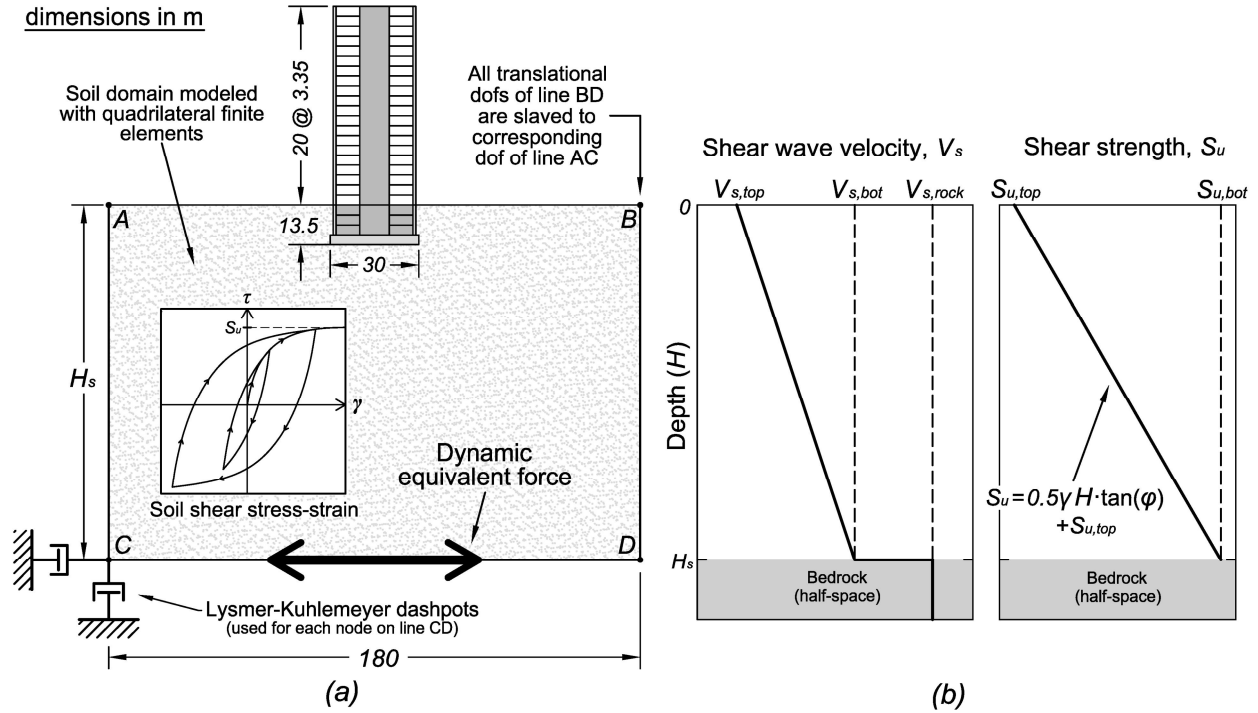 dimensions in m
Soil domain modeled
with quadrilateral finite
elements
20 @ 3.35
All translational
dofs of line BD
are slaved to
corresponding
dof of line AC
A
B
13.5
30
Hs
τ
Su
γ
Soil shear stress-strain
Dynamic
equivalent force
C
D
Lysmer-Kuhlemeyer dashpots
(used for each node on line CD)
180
(a)
Shear wave velocity, Vs
Vs,top
Vs,bot
Vs,rock
0
Depth (H)
Hs
Bedrock
(half-space)
Shear strength, Su
Su,top
Su,bot
Su=0.5γ H·tan(φ)
+Su,top
Bedrock
(half-space)
(b)